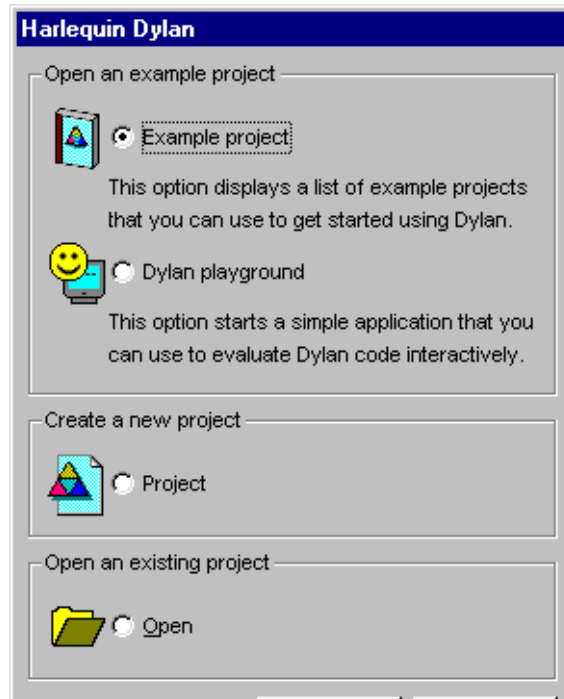 Harlequin Dylan
Open an example project
Example project
This option displays a list of example projects
that you can use to get started using Dylan.
Dylan playground
This option starts a simple application that you
can use to evaluate Dylan code interactively.
Create a new project
Project
Open an existing project
Open